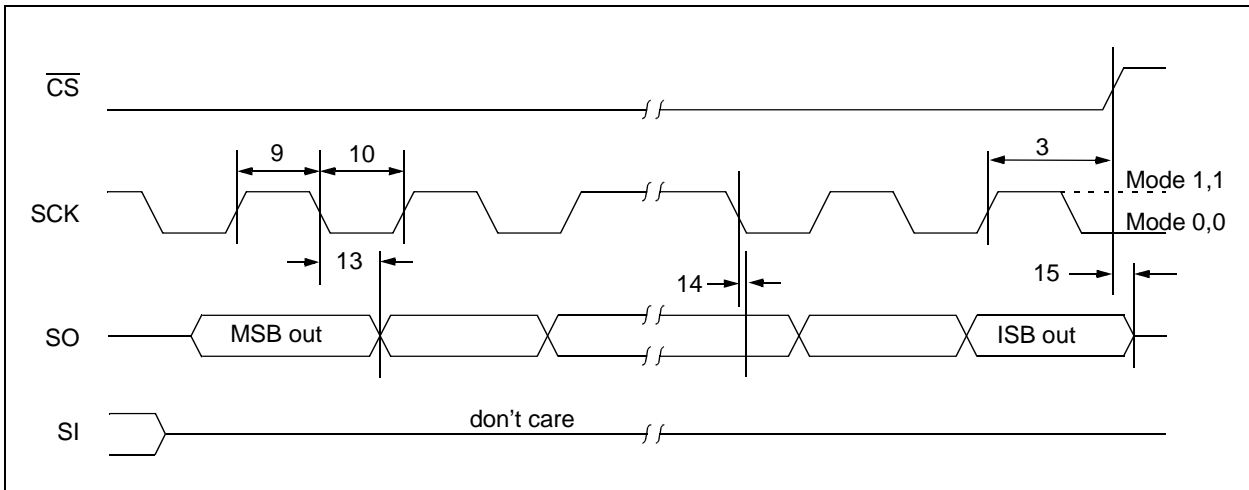 CS
9
10
3
Mode 1,1
SCK
Mode 0,0
13
14
15
SO
MSB out
ISB out
don't care
SI